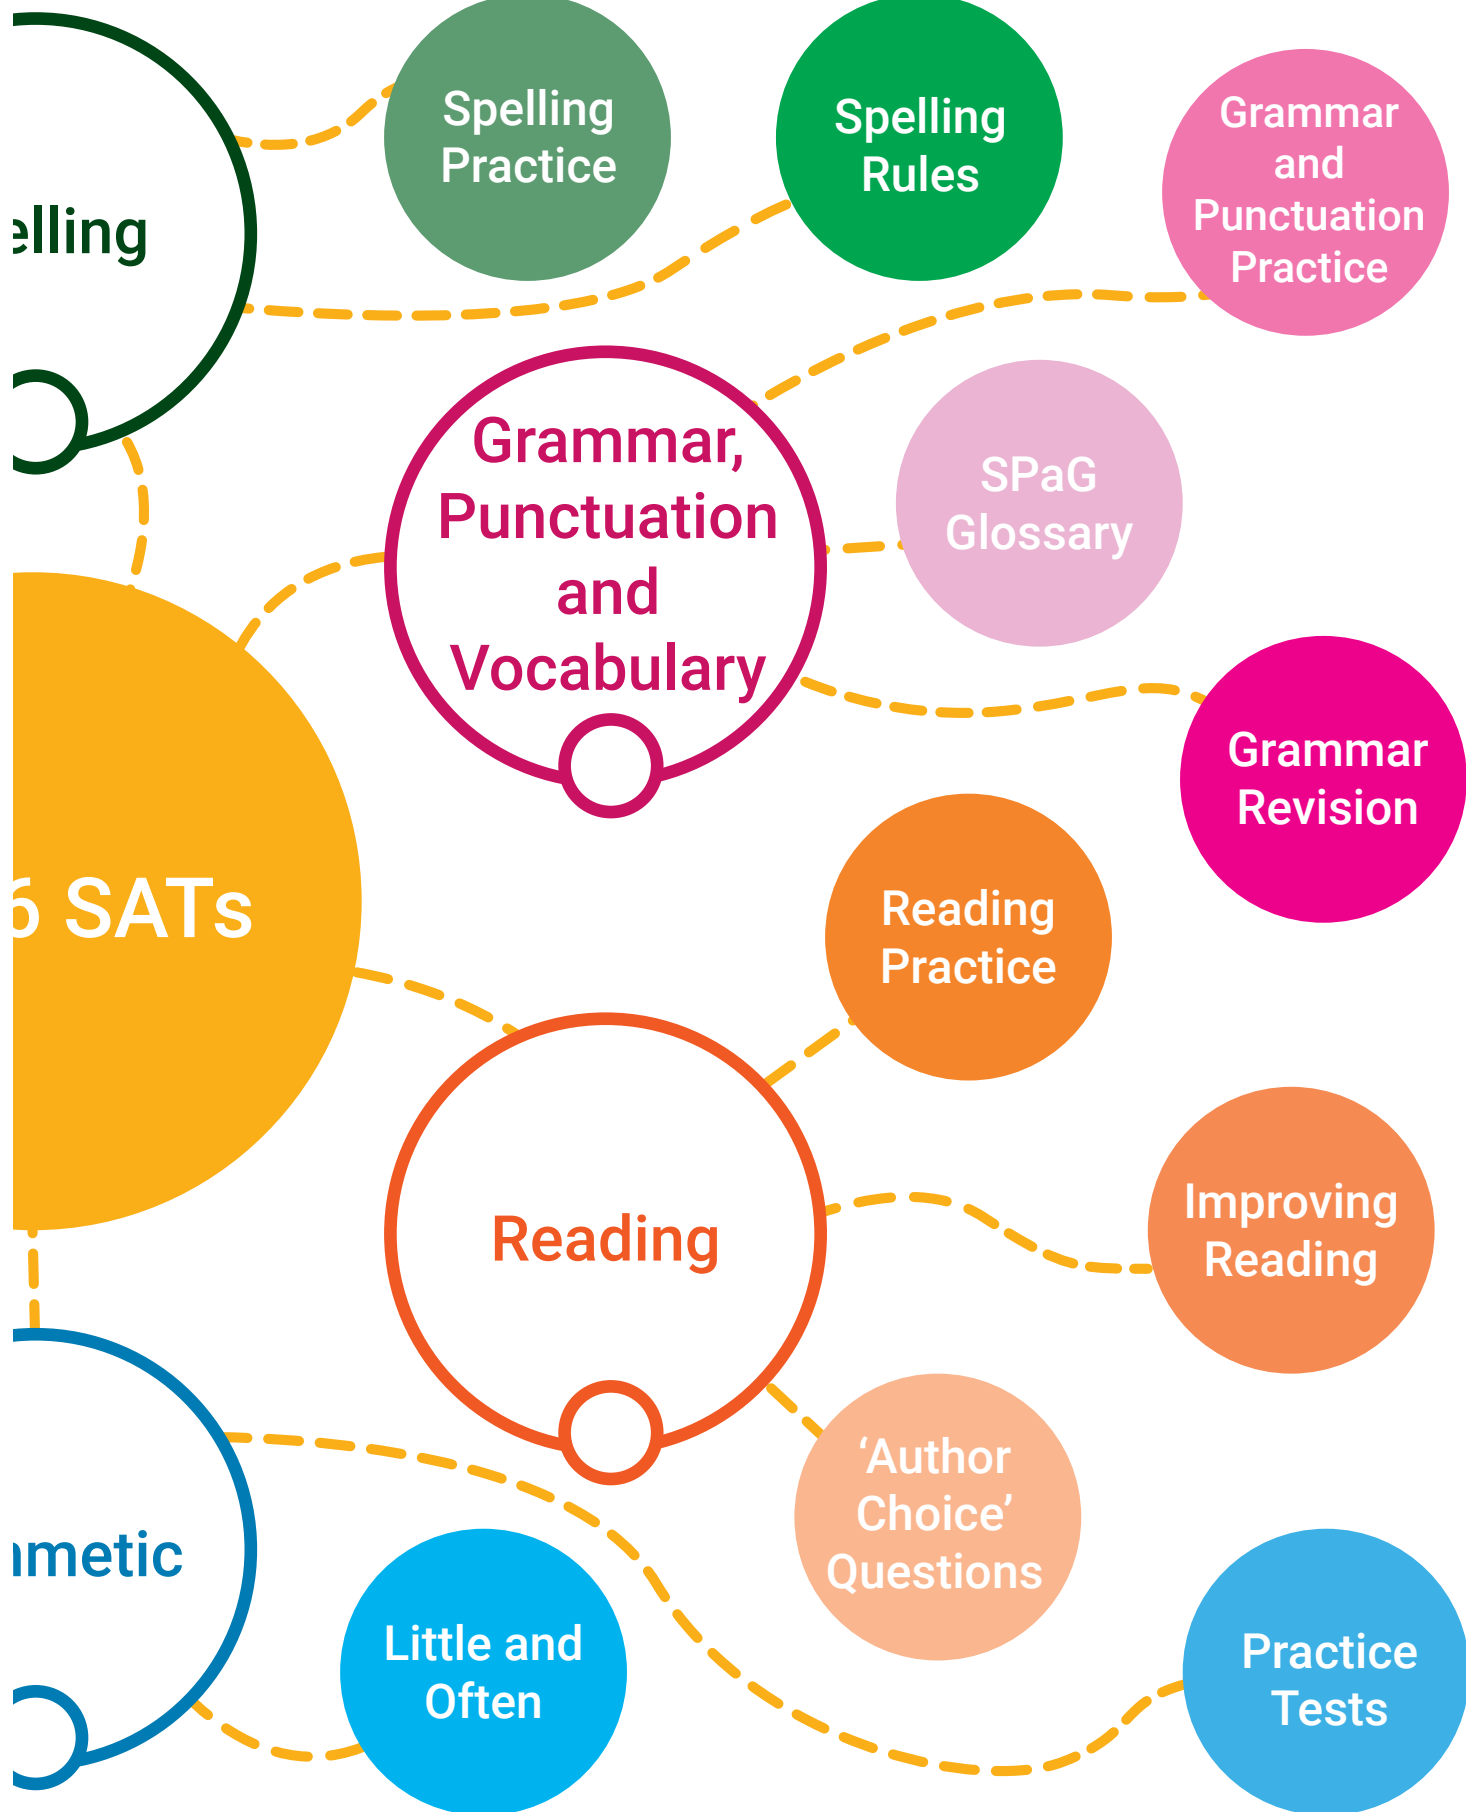 Spelling
Practice
Spelling
Rules
Grammar
and
Punctuation
Practice
elling
Grammar,
Punctuation
and
Vocabulary
SPaG
Glossary
Grammar
Revision
6 SATs
Reading
Practice
Reading
Improving
Reading
‘Author
Choice’
Questions
metic
Little and
Often
Practice
Tests